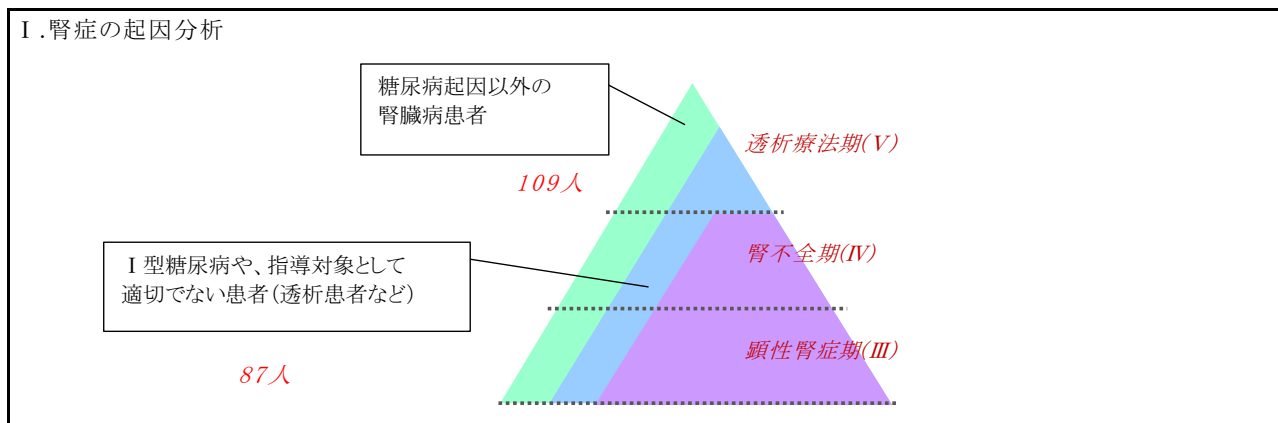 Ⅰ.腎症の起因分析
糖尿病起因以外の
腎臓病患者
透析療法期(Ⅴ)
109人
腎不全期(Ⅳ)
Ⅰ型糖尿病や、指導対象として
適切でない患者(透析患者など)
顕性腎症期(Ⅲ)
87人